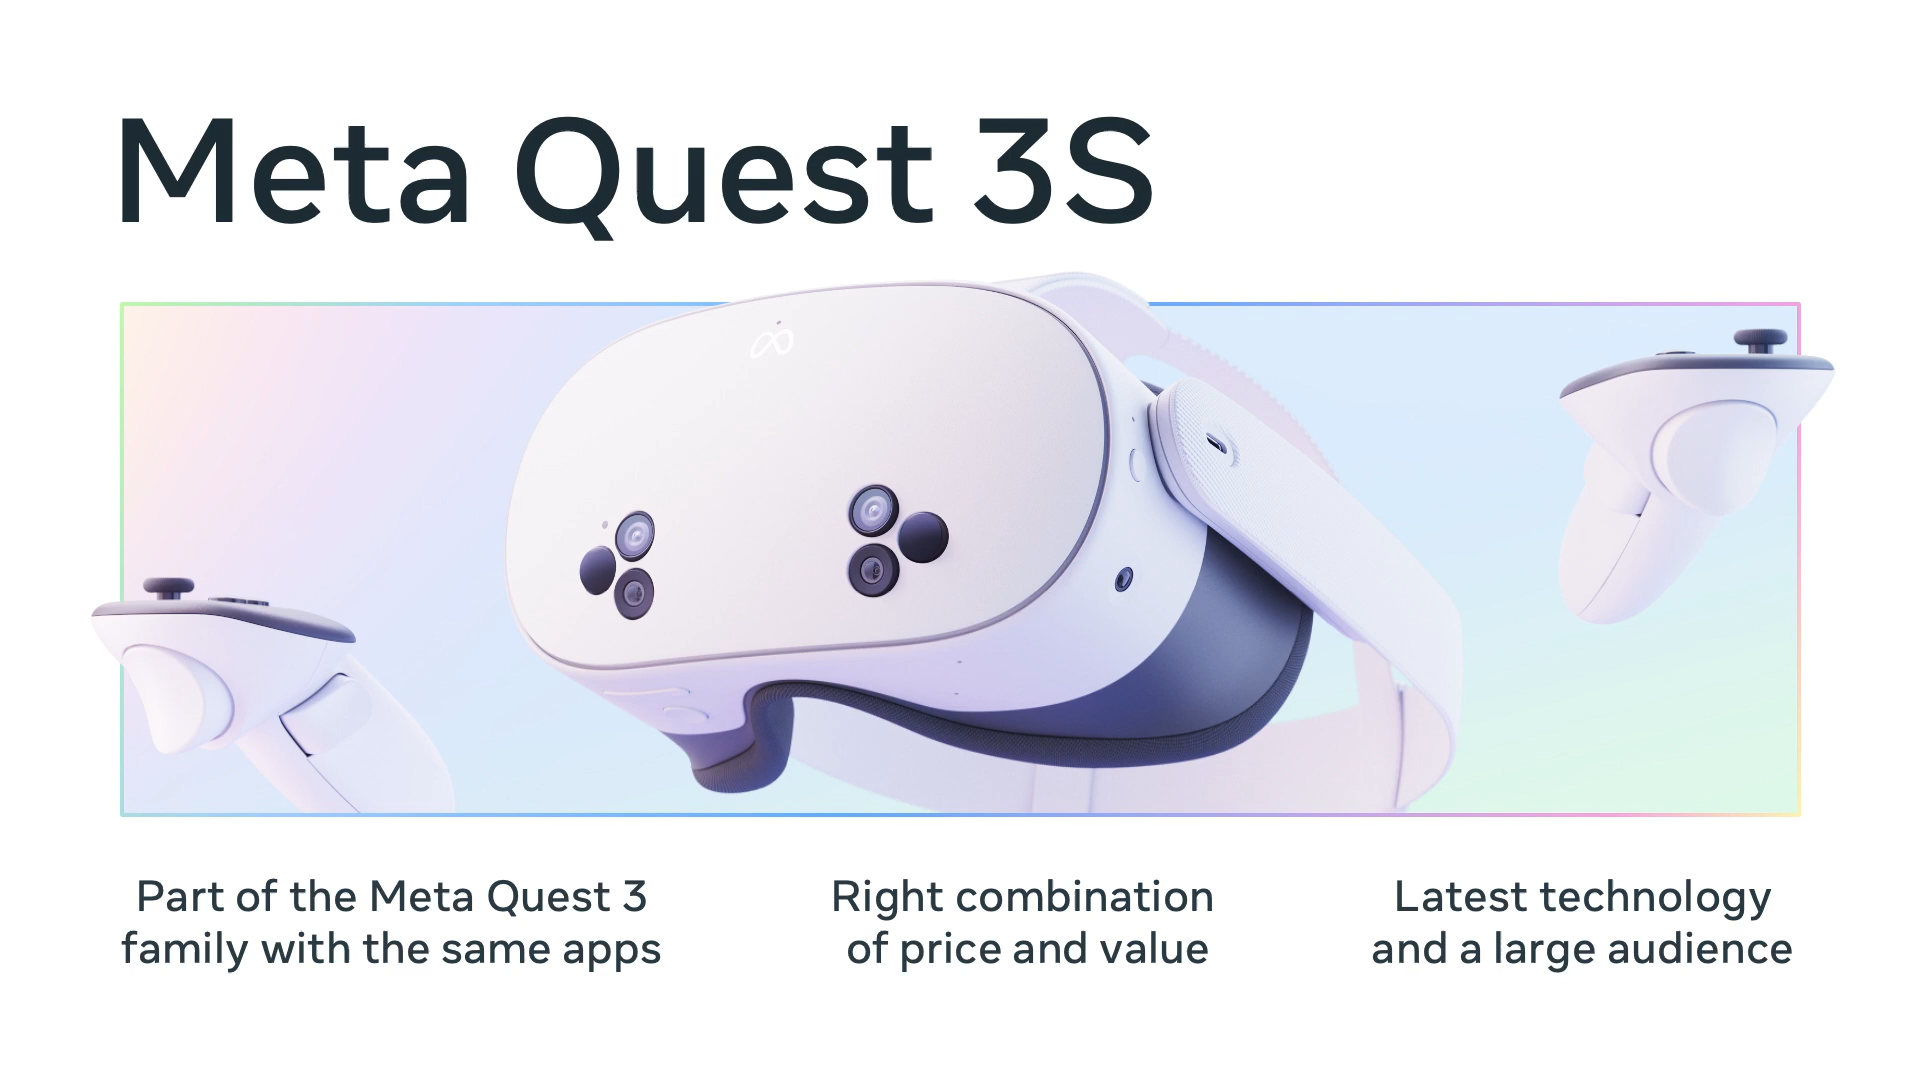 Meta Quest 3S
Part of the Meta Quest 3
family with the same apps
Right combination
of price and value
Latest technology
and a large audience